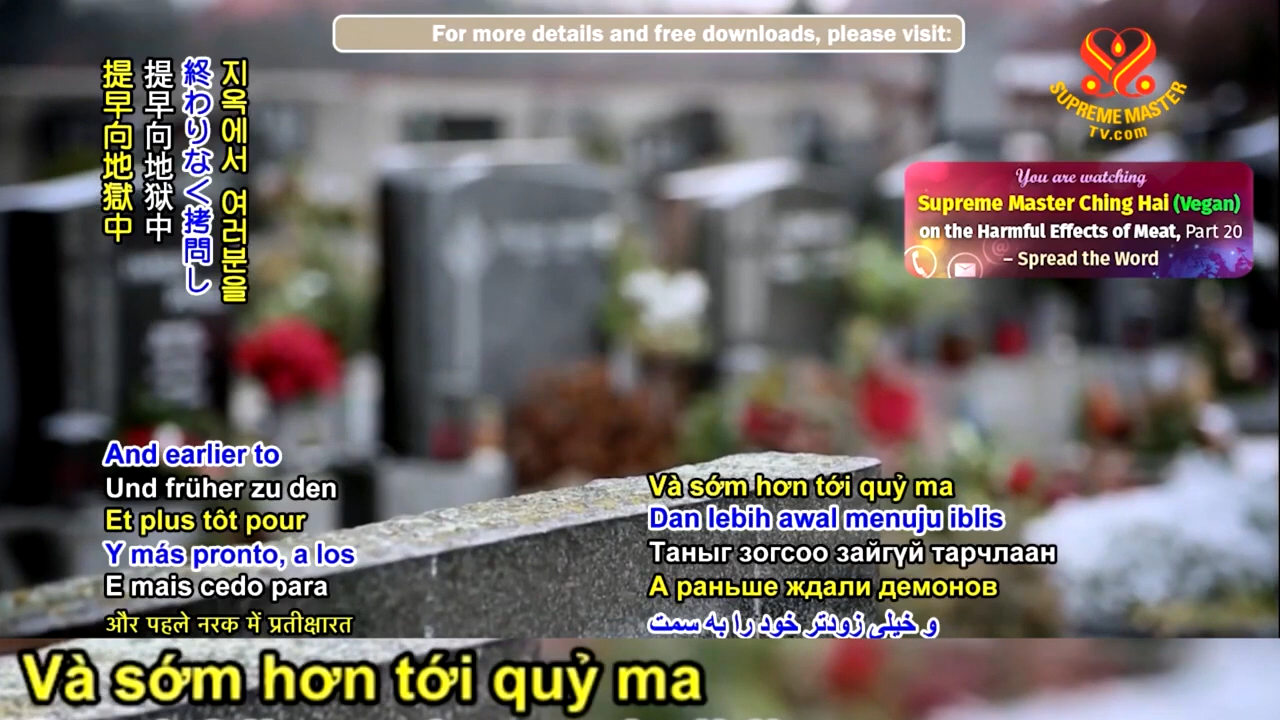 For more details and free downloads, please visit:
SUPREME MASTER
TV.com
You are watching
Supreme Master Ching Hai (Vegan)
on the Harmful Effects of Meat, Part 20
– Spread the Word
提早向地獄中
提早向地狱中
終わりなく拷問し
지옥에서 여러분을
And earlier to
Und früher zu den
Et plus tôt pour
Y más pronto, a los
E mais cedo para
और पहले नरक में प्रतीक्षारत
Và sớm hơn tới quỷ ma
Dan lebih awal menuju iblis
Таныг зогсоо зайгүй тарчлаан
А раньше ждали демонов
و خیلی زودتر خود را به سمت
Và sớm hơn tới quỷ ma